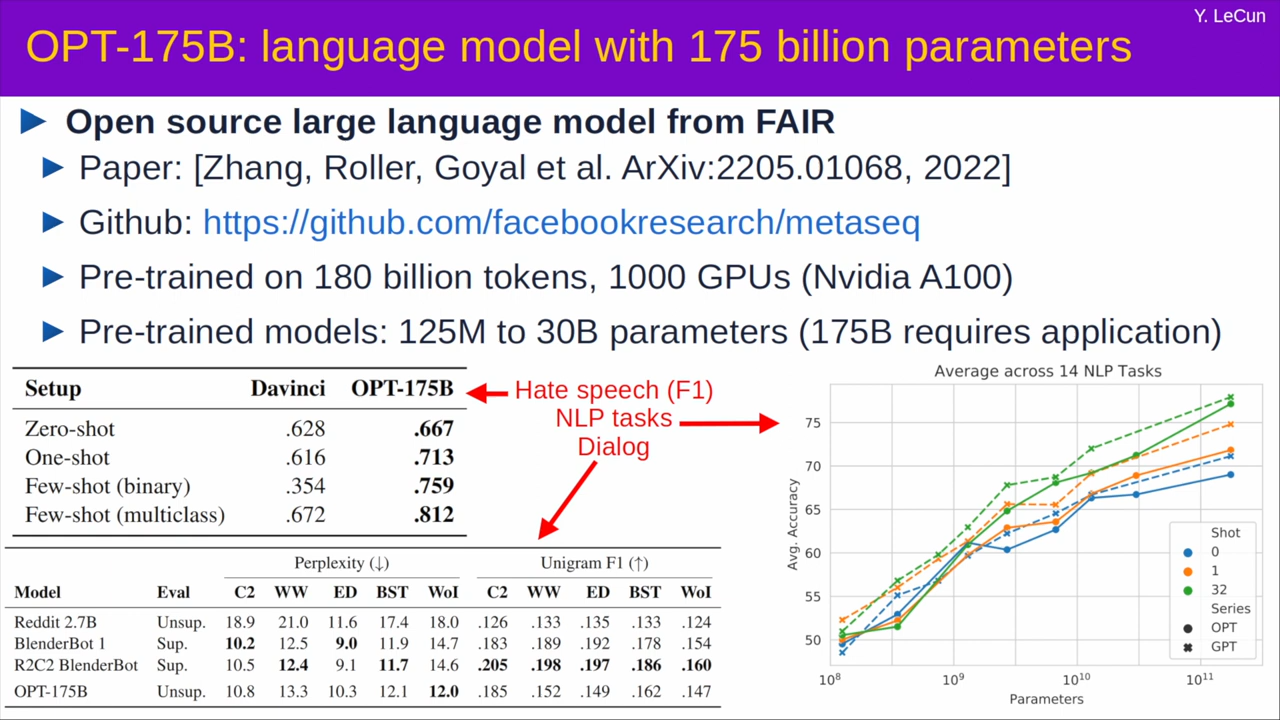 Y. LeCun
OPT-175B: language model with 175 billion parameters
Open source large language model from FAIR
Paper: [Zhang, Roller, Goyal et al. ArXiv:2205.01068, 2022]
Github: https://github.com/facebookresearch/metaseq
Pre-trained on 180 billion tokens, 1000 GPUs (Nvidia A100)
Pre-trained models: 125M to 30B parameters (175B requires application)
Setup Davinci OPT-175B
Zero-shot .628 .667
One-shot .616 .713
Few-shot (binary) .354 .759
Few-shot (multiclass) .672 .812
Hate speech (F1)
NLP tasks
Dialog
Perplexity (↓) Unigram F1 (↑)
Model Eval C2 WW ED BST WoI C2 WW ED BST WoI
Reddit 2.7B Unsup. 18.9 21.0 11.6 17.4 18.0 .126 .133 .135 .133 .124
BlenderBot 1 Sup. 10.2 12.5 9.0 11.9 14.7 .183 .189 .192 .178 .154
R2C2 BlenderBot Sup. 10.5 12.4 9.1 11.7 14.6 .205 .198 .197 .186 .160
OPT-175B Unsup. 10.8 13.3 10.3 12.1 12.0 .185 .152 .149 .162 .147
Average across 14 NLP Tasks
Avg. Accuracy
75
70
65
60
55
50
Shot
0
1
32
Series
OPT
GPT
10⁸ 10⁹ 10¹⁰ 10¹¹
Parameters